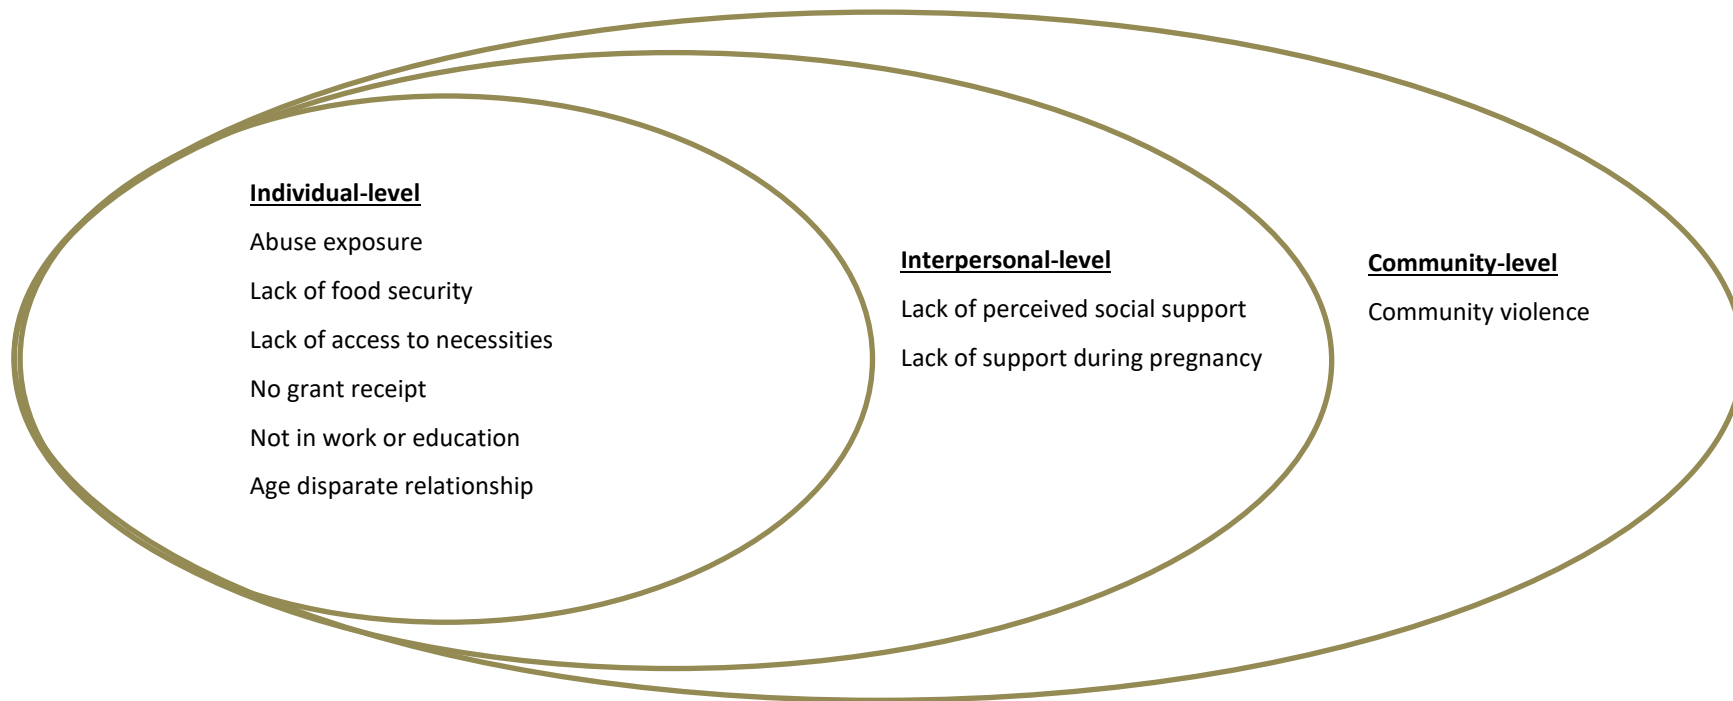 Individual-level
Abuse exposure
Lack of food security
Lack of access to necessities
No grant receipt
Not in work or education
Age disparate relationship
Interpersonal-level
Lack of perceived social support
Lack of support during pregnancy
Community-level
Community violence